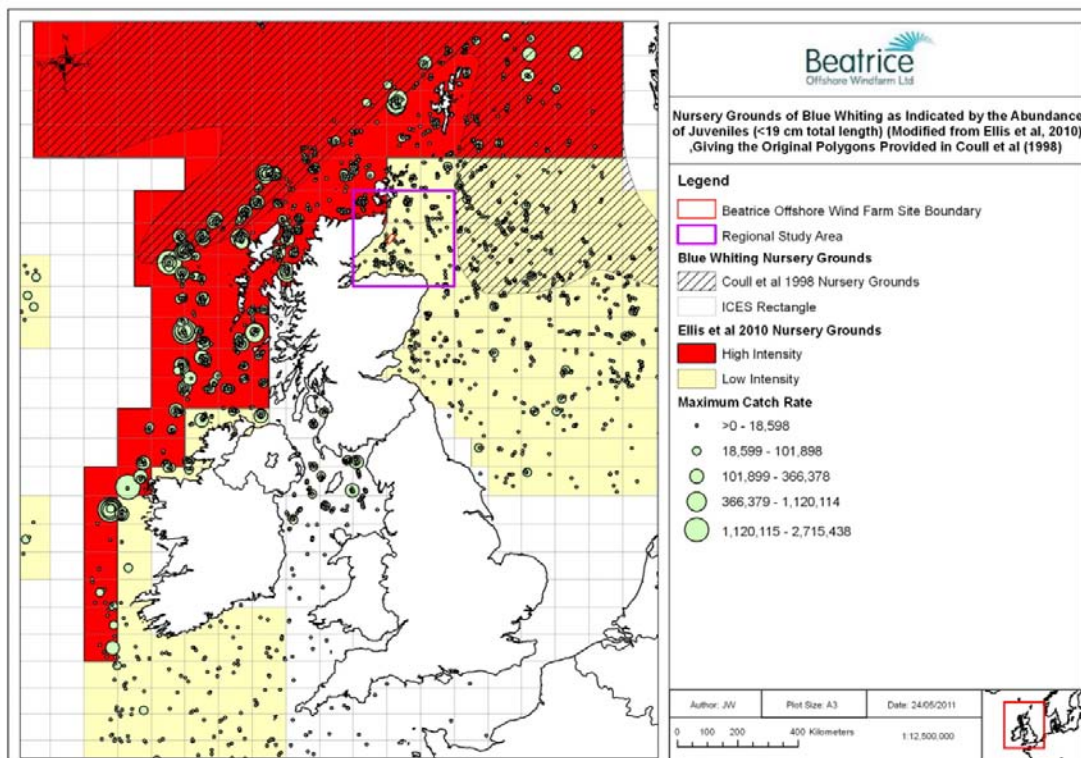 Beatrice
Offshore Windfarm Ltd
Nursery Grounds of Blue Whiting as Indicated by the Abundance
of Juveniles (<19 cm total length) (Modified from Ellis et al, 2010)
,Giving the Original Polygons Provided in Coull et al (1998)
Legend
Beatrice Offshore Wind Farm Site Boundary
Regional Study Area
Blue Whiting Nursery Grounds
Coull et al 1998 Nursery Grounds
ICES Rectangle
Ellis et al 2010 Nursery Grounds
High Intensity
Low Intensity
Maximum Catch Rate
>0 - 18,598
18,599 - 101,898
101,899 - 366,378
366,379 - 1,120,114
1,120,115 - 2,715,438
Author: JW
Plot Size: A3
Date: 24/05/2011
0 100 200 400 Kilometers
1:12,500,000